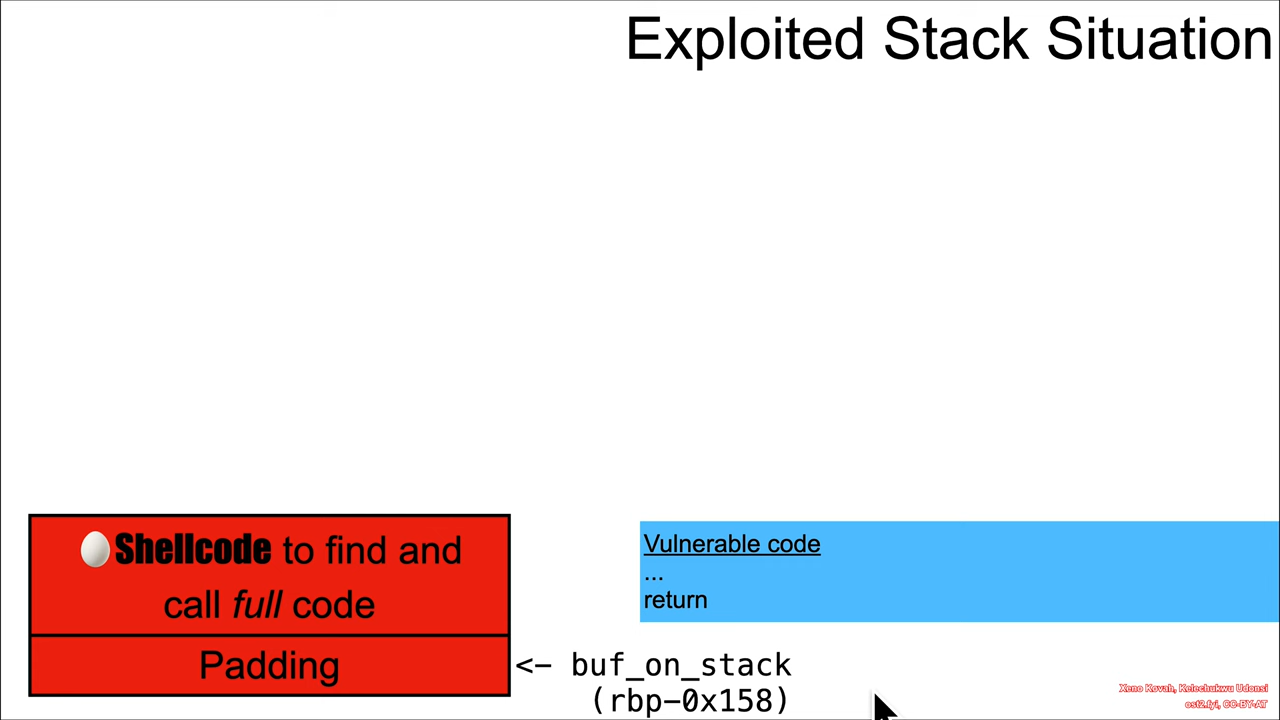 Exploited Stack Situation
🥚Shellcode to find and
call full code
Padding
Vulnerable code
...
return
<- buf_on_stack
(rbp-0x158)
Xeno Kovah, Kelechukwu Udonsi
ost2.fyi, CC-BY-AT